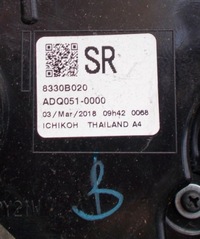 SR
8330B020
ADQ051-0000
03/Mar/2018 09h42 0068
ICHIKOH THAILAND A4